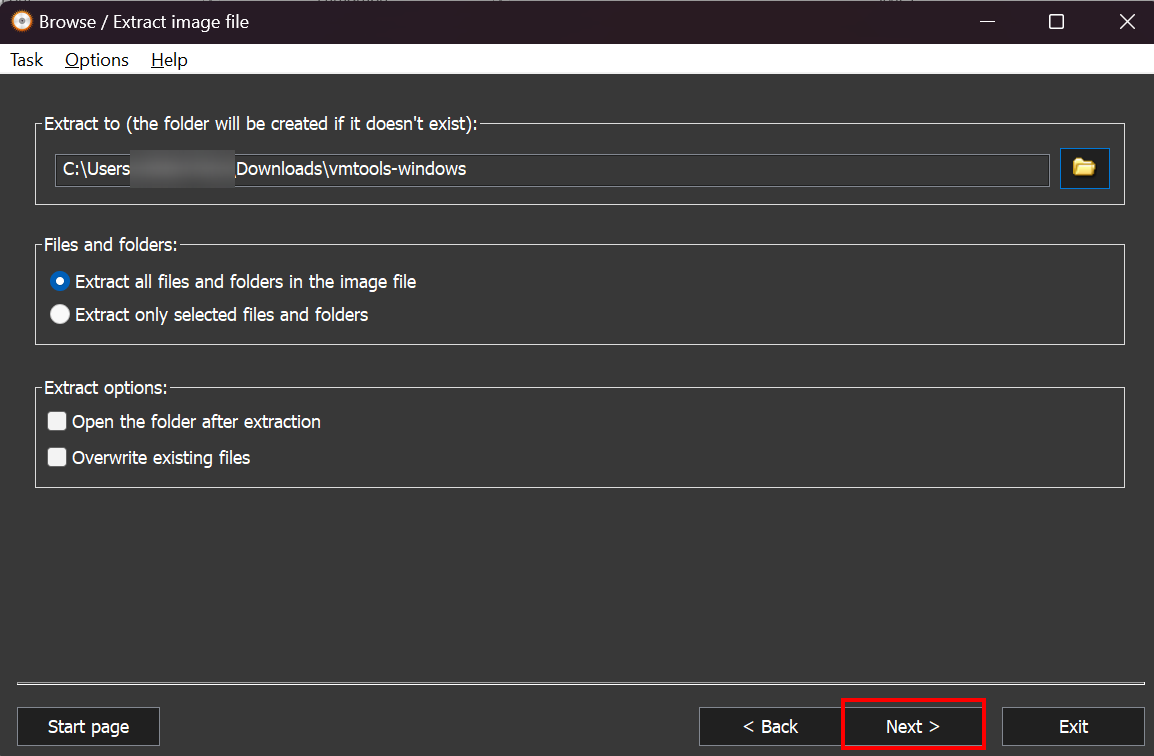 Browse / Extract image file
Task Options Help
Extract to (the folder will be created if it doesn't exist):
C:\Users Downloads\vmtools-windows
Files and folders:
Extract all files and folders in the image file
Extract only selected files and folders
Extract options:
Open the folder after extraction
Overwrite existing files
Start page < Back Next > Exit